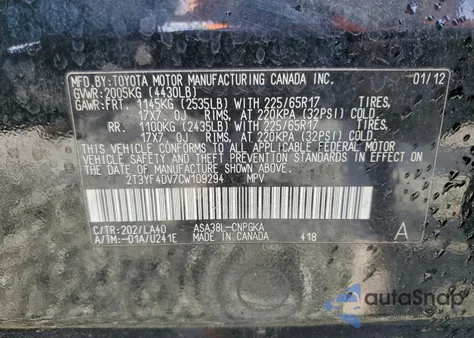 MFD.BY:TOYOTA MOTOR MANUFACTURING CANADA INC. 01/12
GVWR:2005KG (4430LB)
GAWR:FRT. 1145KG (2535LB) WITH 225/65R17 TIRES,
17X7. 0J RIMS, AT 220KPA (32PSI) COLD.
RR. 1100KG (2435LB) WITH 225/65R17 TIRES,
17X7. 0J RIMS, AT 220KPA (32PSI) COLD.
THIS VEHICLE CONFORMS TO ALL APPLICABLE FEDERAL MOTOR
VEHICLE SAFETY STANDARDS IN EFFECT ON THE DATE OF
MANUFACTURE SHOWN ABOVE.
2T3YF4DV7CW109294 MPV
C/TR:202/LA40 ASA38L-CNPGKA
A/TM:-01A/U241E MADE IN CANADA 418 A
autoSnap